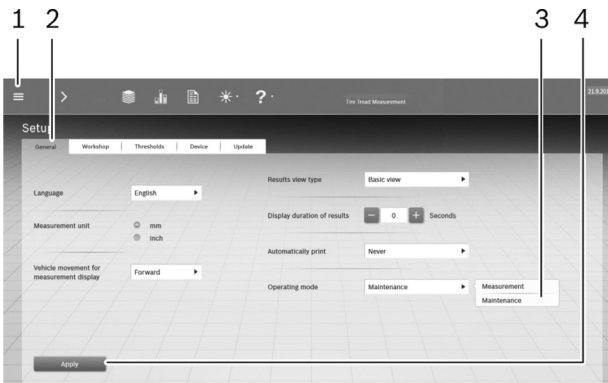 1 2 3 4
?
Tire Tread Measurement
21.9.20
Setup
General Workshop Thresholds Device Update
Language English
Measurement unit mm
inch
Vehicle movement for
measurement display Forward
Results view type Basic view
Display duration of results 0 Seconds
Automatically print Never
Operating mode Maintenance
Measurement
Maintenance
Apply